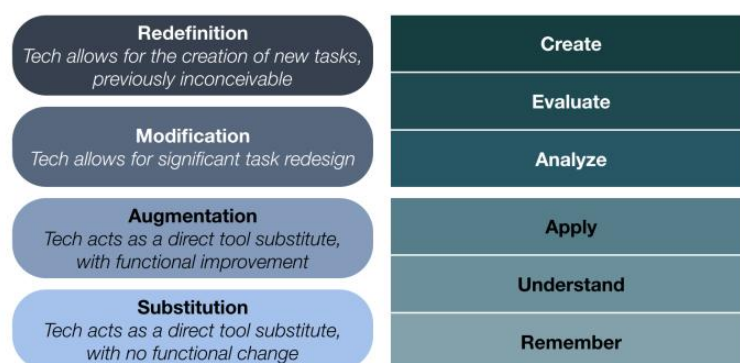 Redefinition
Tech allows for the creation of new tasks,
previously inconceivable
Modification
Tech allows for significant task redesign
Augmentation
Tech acts as a direct tool substitute,
with functional improvement
Substitution
Tech acts as a direct tool substitute,
with no functional change
Create
Evaluate
Analyze
Apply
Understand
Remember